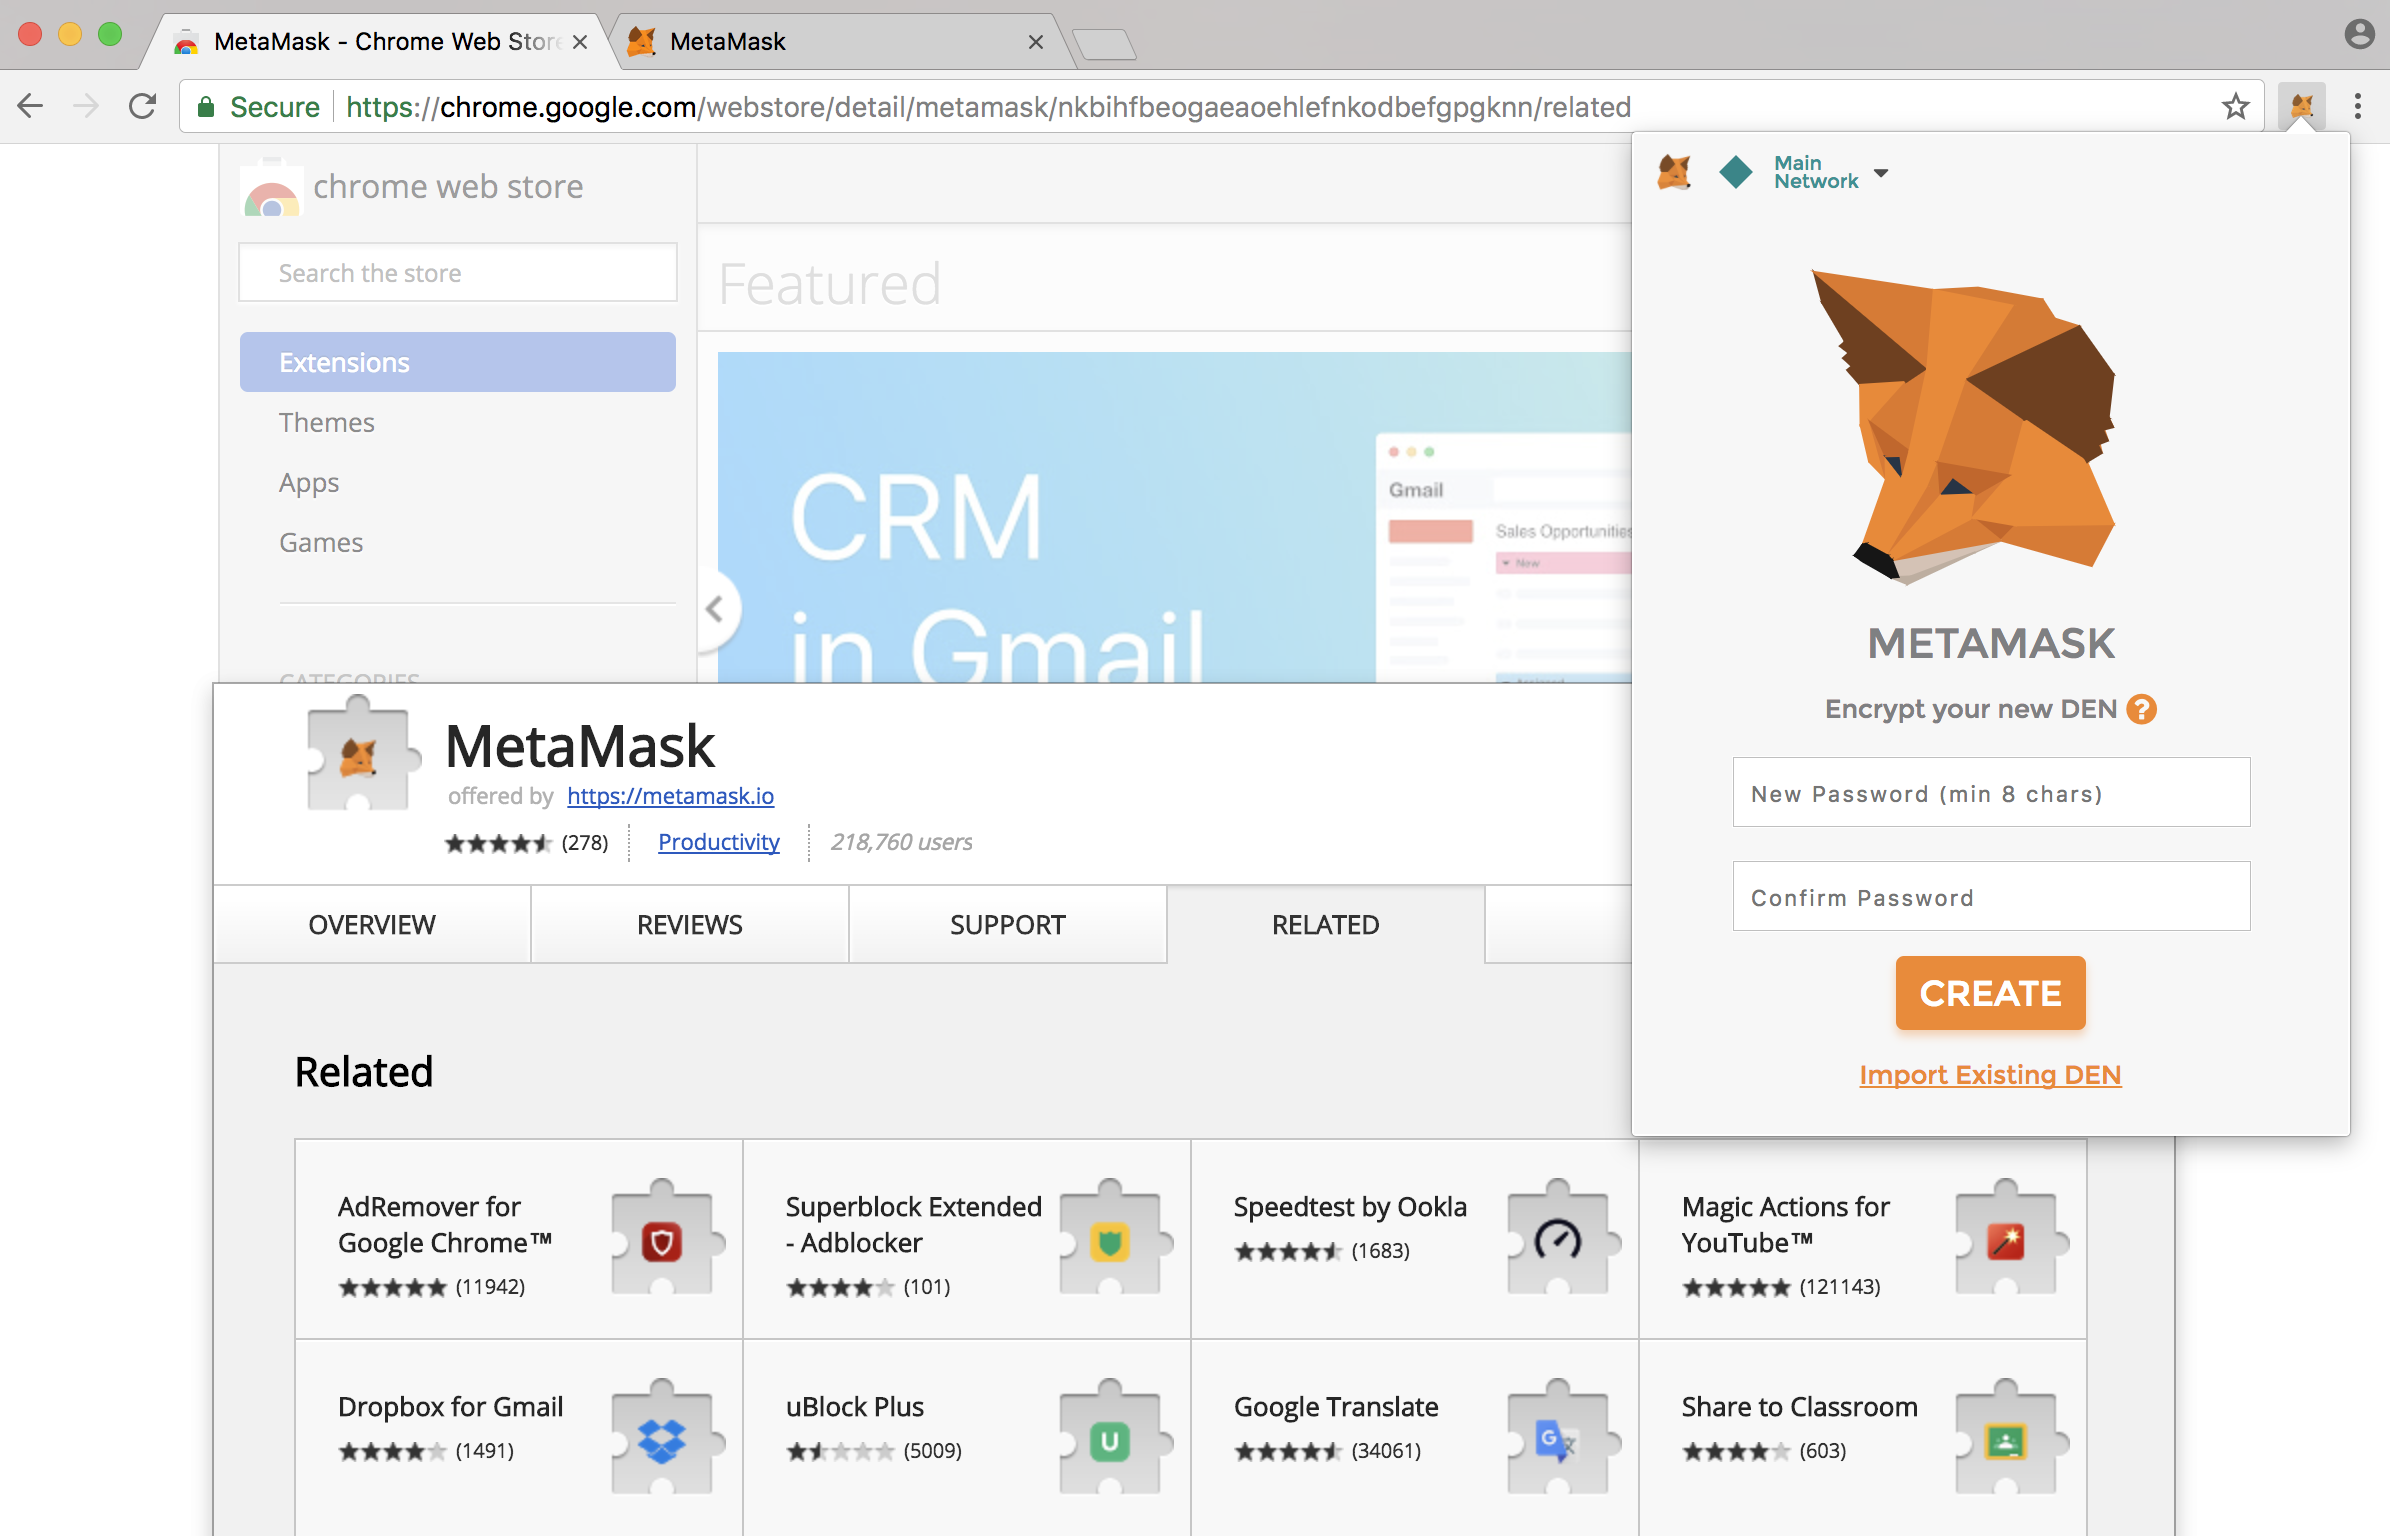 MetaMask - Chrome Web Store
MetaMask
Secure
https://chrome.google.com/webstore/detail/metamask/nkbihfbeogaeaoehlefnkodbefgpgknn/related
chrome web store
Search the store
Extensions
Themes
Apps
Games
CATEGORIES
Featured
CRM
in Gmail
Gmail
Sales Opportunities
New
Assigned
MetaMask
offered by https://metamask.io
(278)
Productivity
218,760 users
OVERVIEW
REVIEWS
SUPPORT
RELATED
Related
AdRemover for
Google Chrome™
(11942)
Superblock Extended
- Adblocker
(101)
Speedtest by Ookla
(1683)
Magic Actions for
YouTube™
(121143)
Dropbox for Gmail
(1491)
uBlock Plus
(5009)
U
Google Translate
(34061)
G
Share to Classroom
(603)
Main
Network
METAMASK
Encrypt your new DEN ?
New Password (min 8 chars)
Confirm Password
CREATE
Import Existing DEN